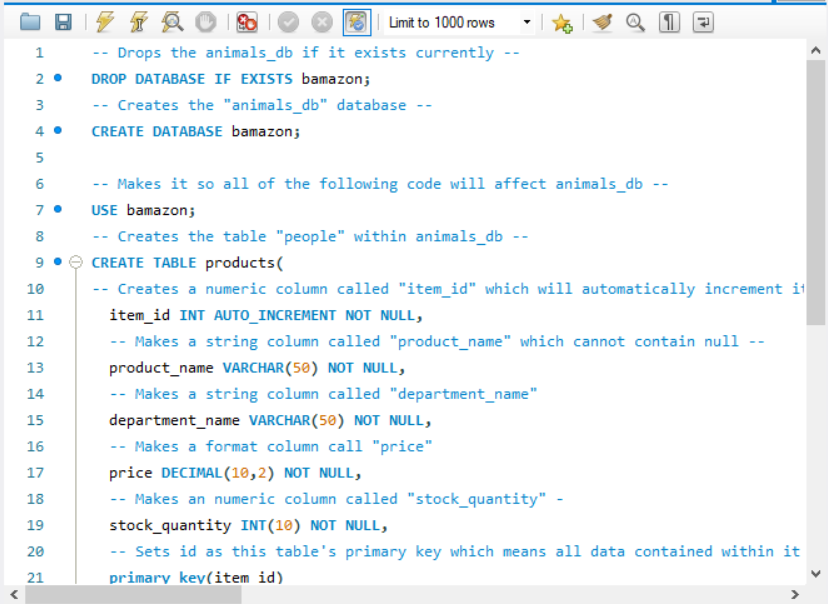 Limit to 1000 rows
1 -- Drops the animals_db if it exists currently --
2 DROP DATABASE IF EXISTS bamazon;
3 -- Creates the "animals_db" database --
4 CREATE DATABASE bamazon;
5
6 -- Makes it so all of the following code will affect animals_db --
7 USE bamazon;
8 -- Creates the table "people" within animals_db --
9 CREATE TABLE products(
10 -- Creates a numeric column called "item_id" which will automatically increment it
11 item_id INT AUTO_INCREMENT NOT NULL,
12 -- Makes a string column called "product_name" which cannot contain null --
13 product_name VARCHAR(50) NOT NULL,
14 -- Makes a string column called "department_name"
15 department_name VARCHAR(50) NOT NULL,
16 -- Makes a format column call "price"
17 price DECIMAL(10,2) NOT NULL,
18 -- Makes an numeric column called "stock_quantity" -
19 stock_quantity INT(10) NOT NULL,
20 -- Sets id as this table's primary key which means all data contained within it
21 primary key(item_id)